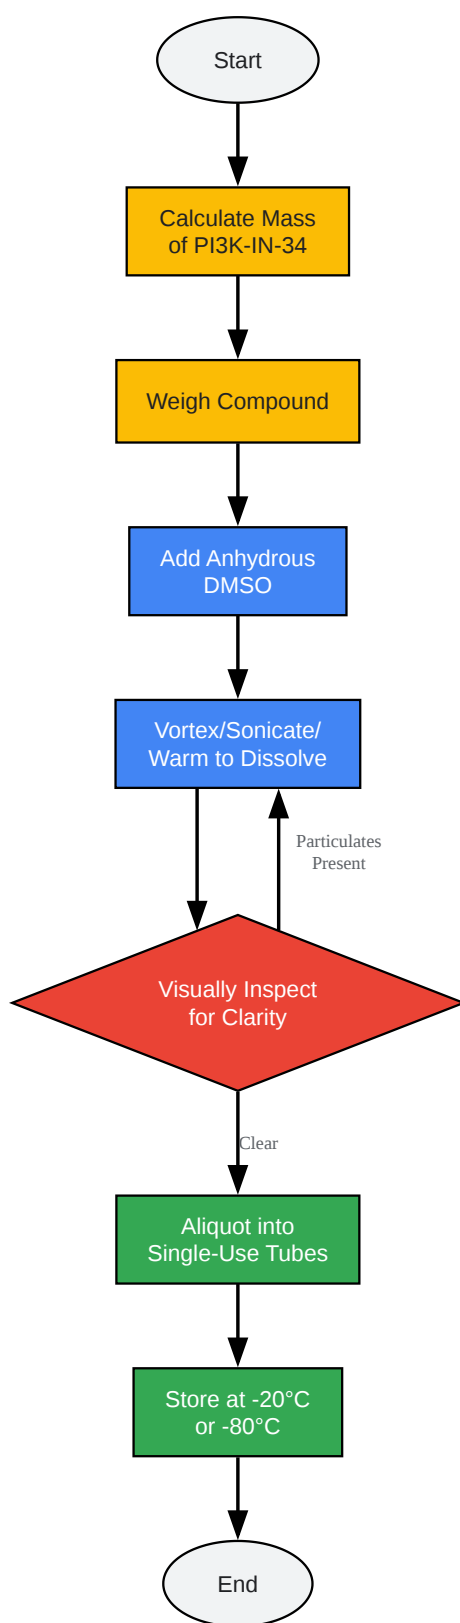 Start
Calculate Mass
of PI3K-IN-34
Weigh Compound
Add Anhydrous
DMSO
Vortex/Sonicate/
Warm to Dissolve
Particulates
Present
Visually Inspect
for Clarity
Clear
Aliquot into
Single-Use Tubes
Store at -20°C
or -80°C
End